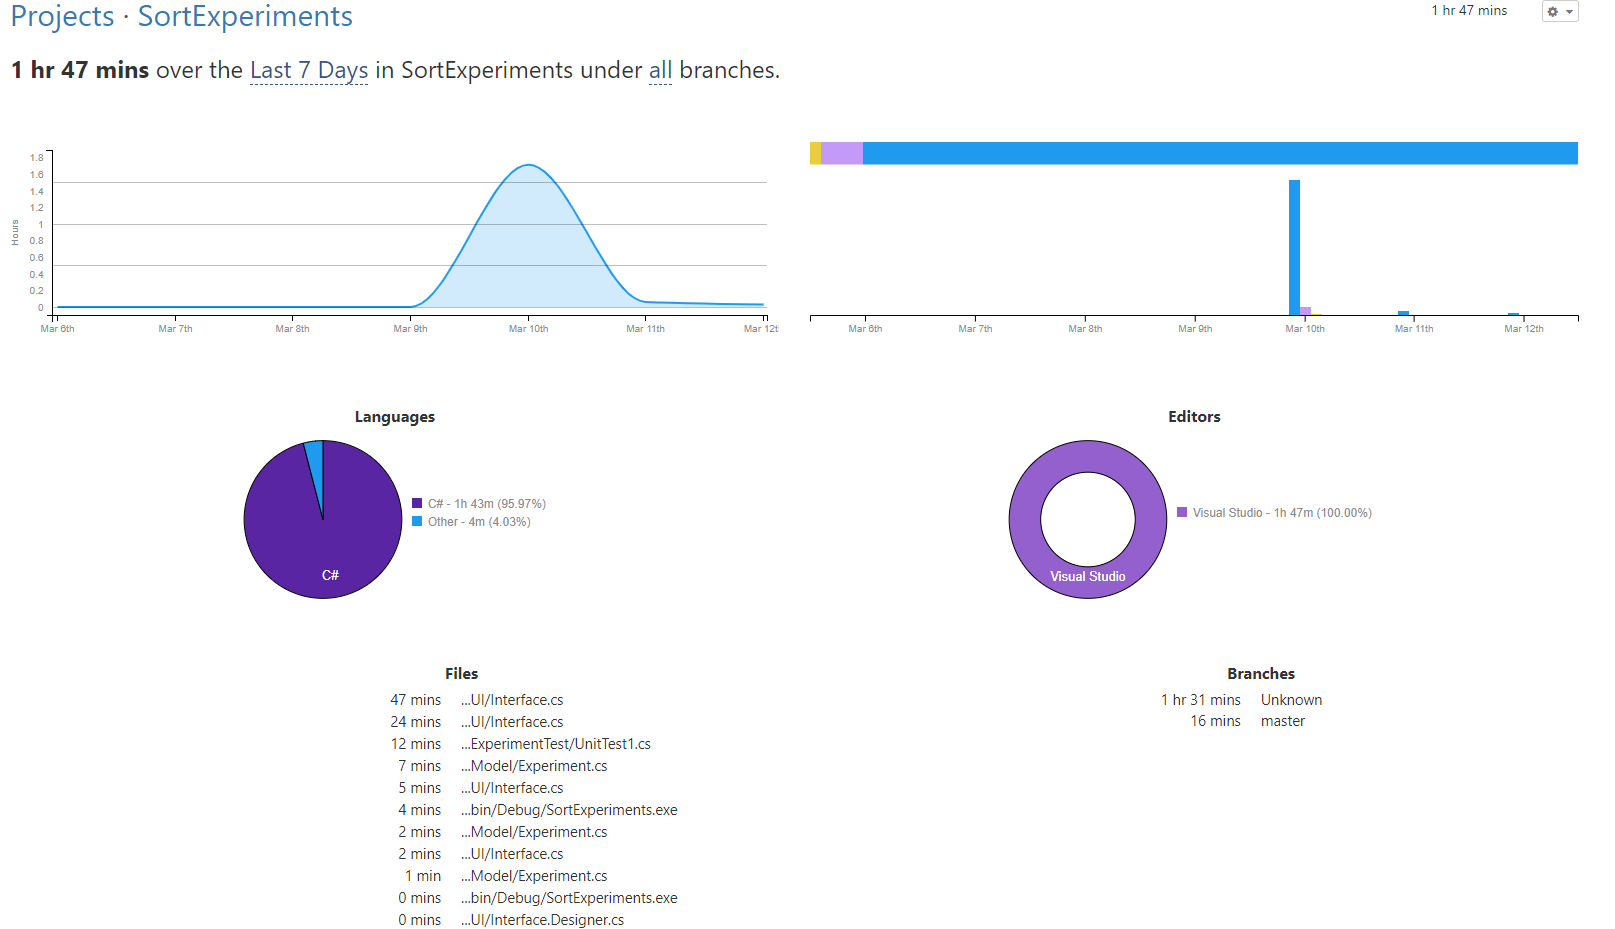 Projects · SortExperiments
1 hr 47 mins
1 hr 47 mins over the Last 7 Days in SortExperiments under all branches.
Hours
1.8
1.6
1.4
1.2
1
0.8
0.6
0.4
0.2
0
Mar 6th Mar 7th Mar 8th Mar 9th Mar 10th Mar 11th Mar 12t
Mar 6th Mar 7th Mar 8th Mar 9th Mar 10th Mar 11th Mar 12th
Languages
C# - 1h 43m (95.97%)
Other - 4m (4.03%)
C#
Editors
Visual Studio - 1h 47m (100.00%)
Visual Studio
Files
47 mins ...UI/Interface.cs
24 mins ...UI/Interface.cs
12 mins ...ExperimentTest/UnitTest1.cs
7 mins ...Model/Experiment.cs
5 mins ...UI/Interface.cs
4 mins ...bin/Debug/SortExperiments.exe
2 mins ...Model/Experiment.cs
2 mins ...UI/Interface.cs
1 min ...Model/Experiment.cs
0 mins ...bin/Debug/SortExperiments.exe
0 mins ...UI/Interface.Designer.cs
Branches
1 hr 31 mins Unknown
16 mins master